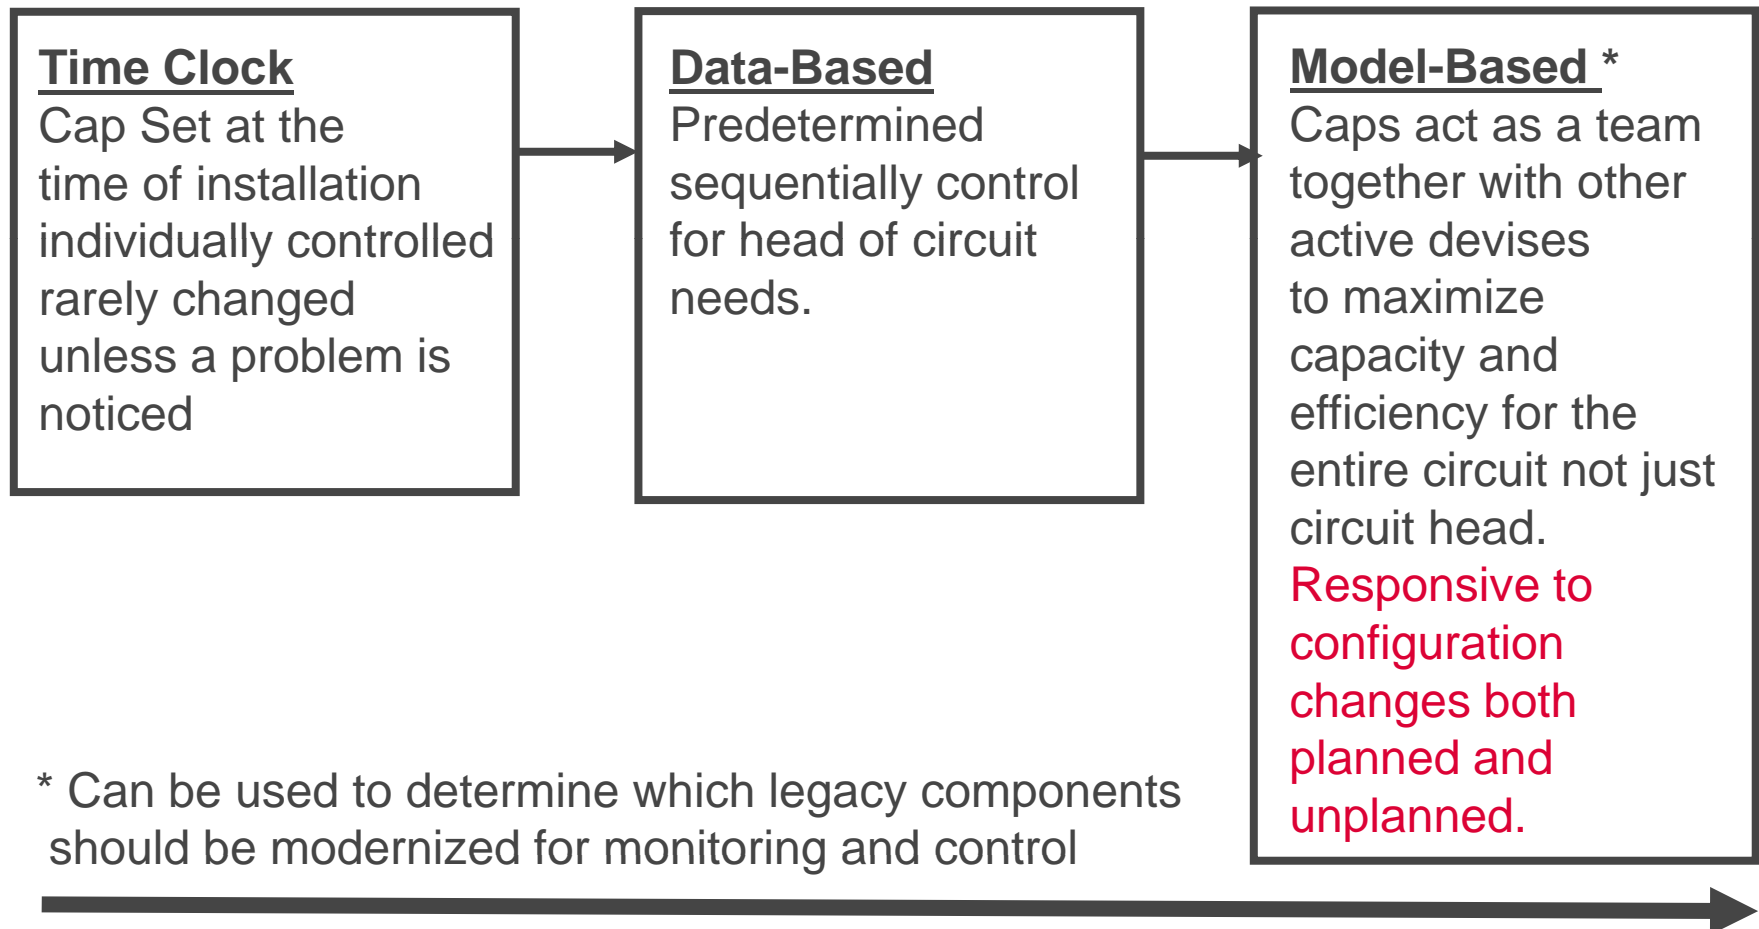 Time Clock
Cap Set at the
time of installation
individually controlled
rarely changed
unless a problem is
noticed
Data-Based
Predetermined
sequentially control
for head of circuit
needs.
Model-Based *
Caps act as a team
together with other
active devises
to maximize
capacity and
efficiency for the
entire circuit not just
circuit head.
Responsive to
configuration
changes both
planned and
unplanned.
* Can be used to determine which legacy components
should be modernized for monitoring and control